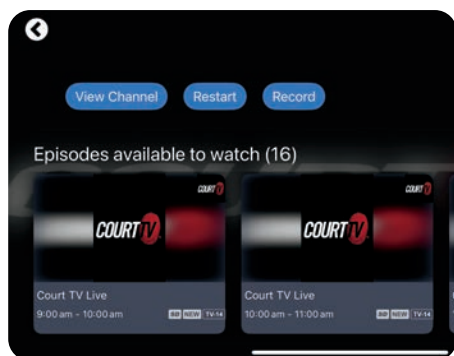 View Channel Restart Record
Episodes available to watch (16)
COURT TV COURT TV
COURT TV COURT TV
Court TV Live Court TV Live
9:00 am - 10:00 am SD NEW TV-14 10:00 am - 11:00 am SD NEW TV-14